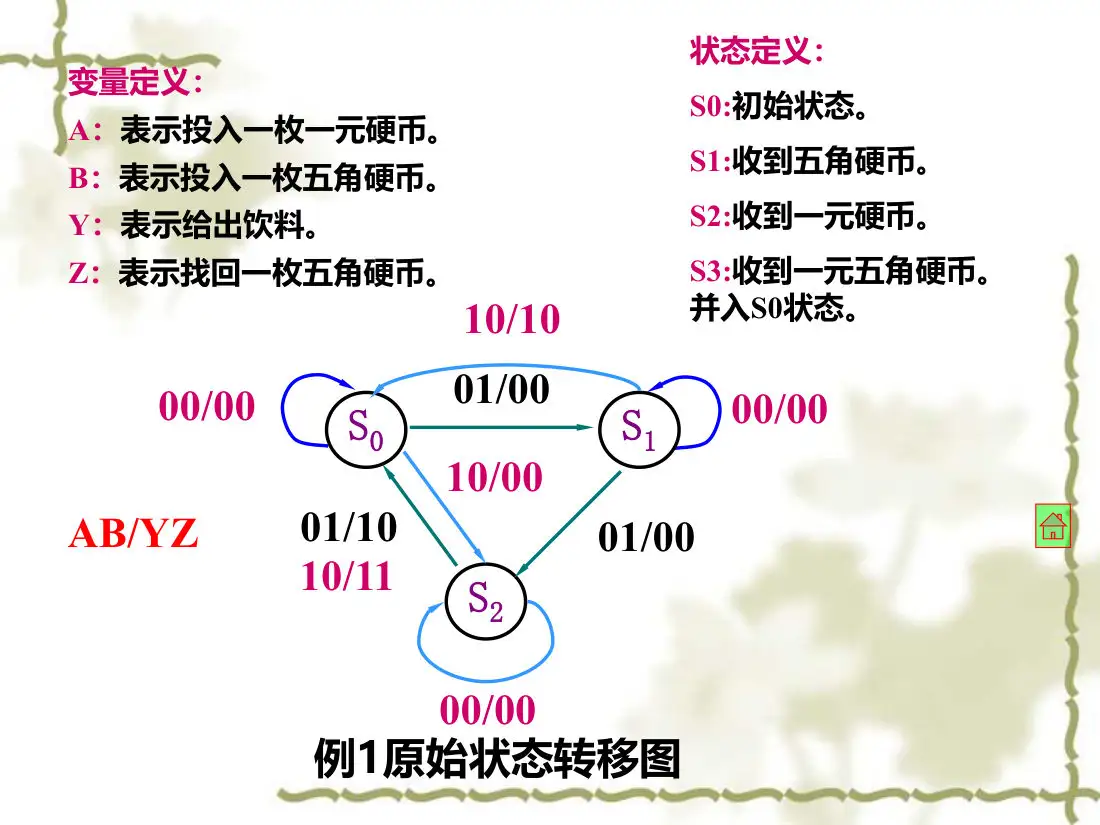 变量定义：
A：表示投入一枚一元硬币。
B：表示投入一枚五角硬币。
Y：表示给出饮料。
Z：表示找回一枚五角硬币。
状态定义：
S0:初始状态。
S1:收到五角硬币。
S2:收到一元硬币。
S3:收到一元五角硬币。
并入S0状态。
10/10
01/00
00/00
S0
S1
00/00
10/00
AB/YZ
01/10
10/11
01/00
S2
00/00
例1原始状态转移图